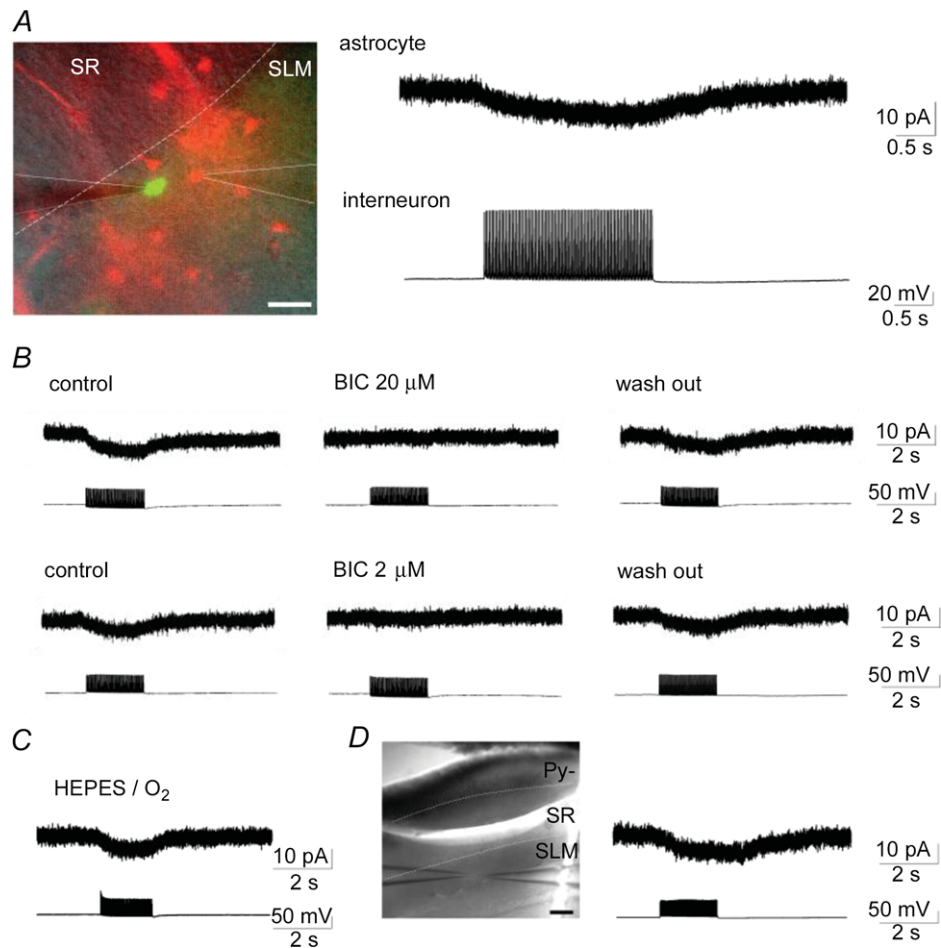 A
SR
SLM
astrocyte
10 pA
0.5 s
interneuron
20 mV
0.5 s
B
control
BIC 20 μM
wash out
10 pA
2 s
50 mV
2 s
control
BIC 2 μM
wash out
10 pA
2 s
50 mV
2 s
C
HEPES / O₂
10 pA
2 s
50 mV
2 s
D
Py-
SR
SLM
10 pA
2 s
50 mV
2 s